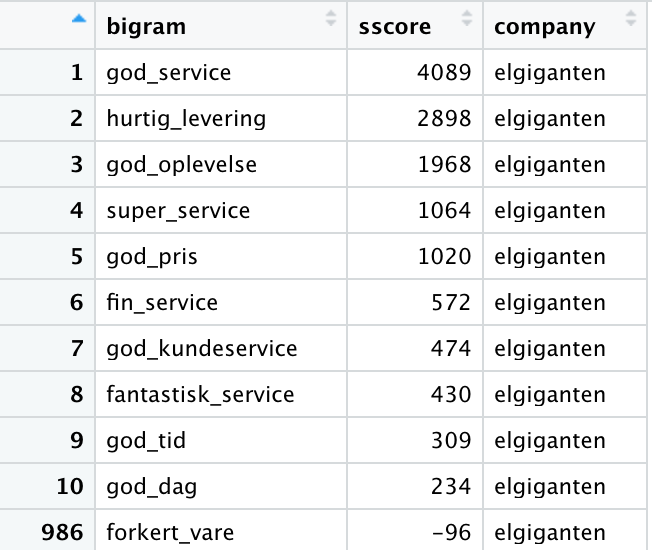 bigram sscore company
1 god_service 4089 elgiganten
2 hurtig_levering 2898 elgiganten
3 god_oplevelse 1968 elgiganten
4 super_service 1064 elgiganten
5 god_pris 1020 elgiganten
6 fin_service 572 elgiganten
7 god_kundeservice 474 elgiganten
8 fantastisk_service 430 elgiganten
9 god_tid 309 elgiganten
10 god_dag 234 elgiganten
986 forkert_vare -96 elgiganten